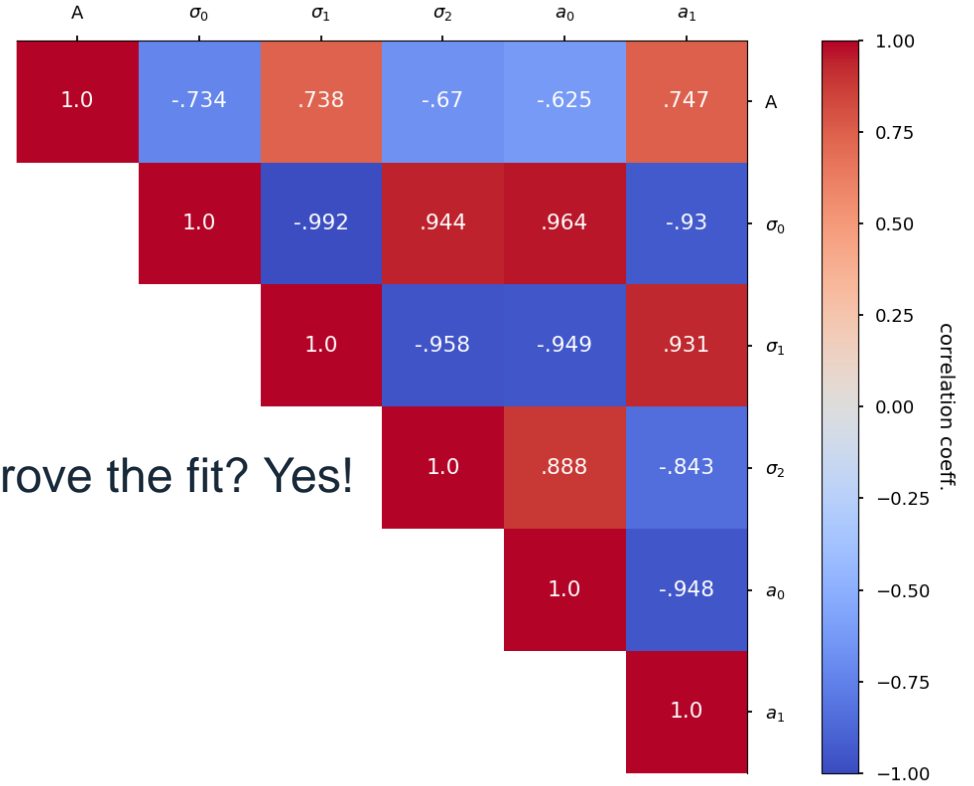 A σ₀ σ₁ σ₂ a₀ a₁
1.0 -.734 .738 -.67 -.625 .747 A
1.0 -.992 .944 .964 -.93 σ₀
1.0 -.958 -.949 .931 σ₁
1.0 .888 -.843 σ₂
rove the fit? Yes!
1.0 -.948 a₀
1.0 a₁
1.00
0.75
0.50
0.25
0.00
−0.25
−0.50
−0.75
−1.00
correlation coeff.